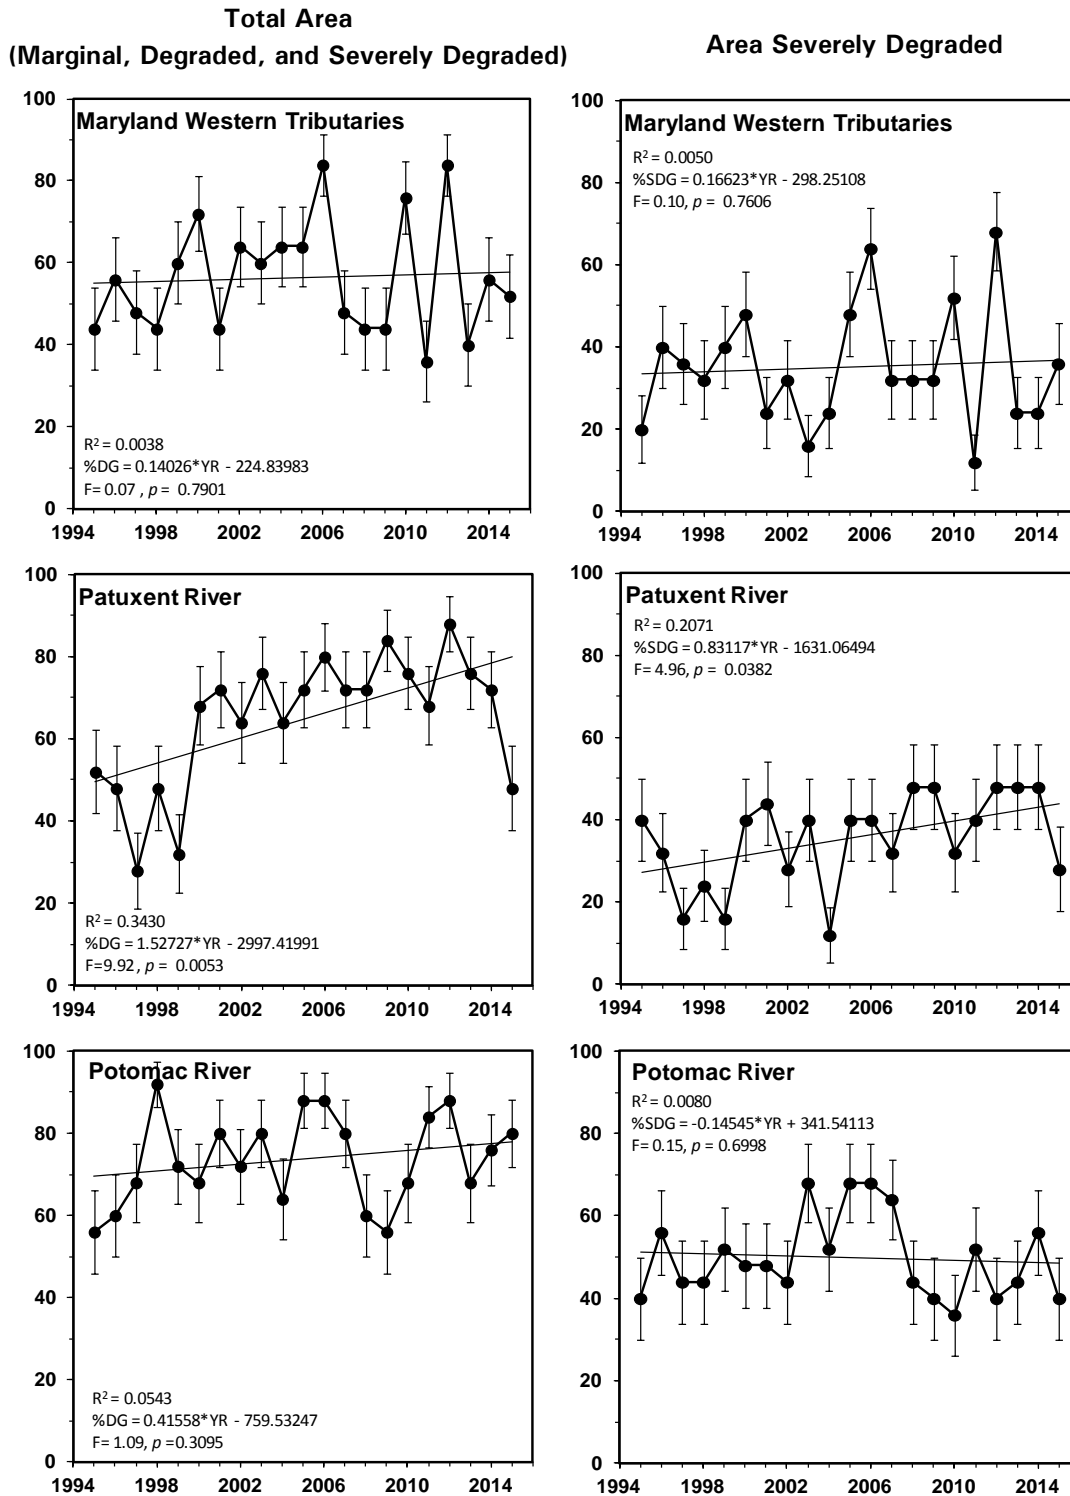 Total Area
(Marginal, Degraded, and Severely Degraded)
Area Severely Degraded
Maryland Western Tributaries
100
80
60
40
20
0
R² = 0.0038
%DG = 0.14026*YR - 224.83983
F= 0.07 , p = 0.7901
1994 1998 2002 2006 2010 2014
Maryland Western Tributaries
R² = 0.0050
%SDG = 0.16623*YR - 298.25108
F= 0.10, p = 0.7606
100
80
60
40
20
0
1994 1998 2002 2006 2010 2014
Patuxent River
100
80
60
40
20
0
R² = 0.3430
%DG = 1.52727*YR - 2997.41991
F=9.92 , p = 0.0053
1994 1998 2002 2006 2010 2014
Patuxent River
R² = 0.2071
%SDG = 0.83117*YR - 1631.06494
F= 4.96, p = 0.0382
100
80
60
40
20
0
1994 1998 2002 2006 2010 2014
Potomac River
100
80
60
40
20
0
R² = 0.0543
%DG = 0.41558*YR - 759.53247
F= 1.09, p =0.3095
1994 1998 2002 2006 2010 2014
Potomac River
R² = 0.0080
%SDG = -0.14545*YR + 341.54113
F= 0.15, p = 0.6998
100
80
60
40
20
0
1994 1998 2002 2006 2010 2014